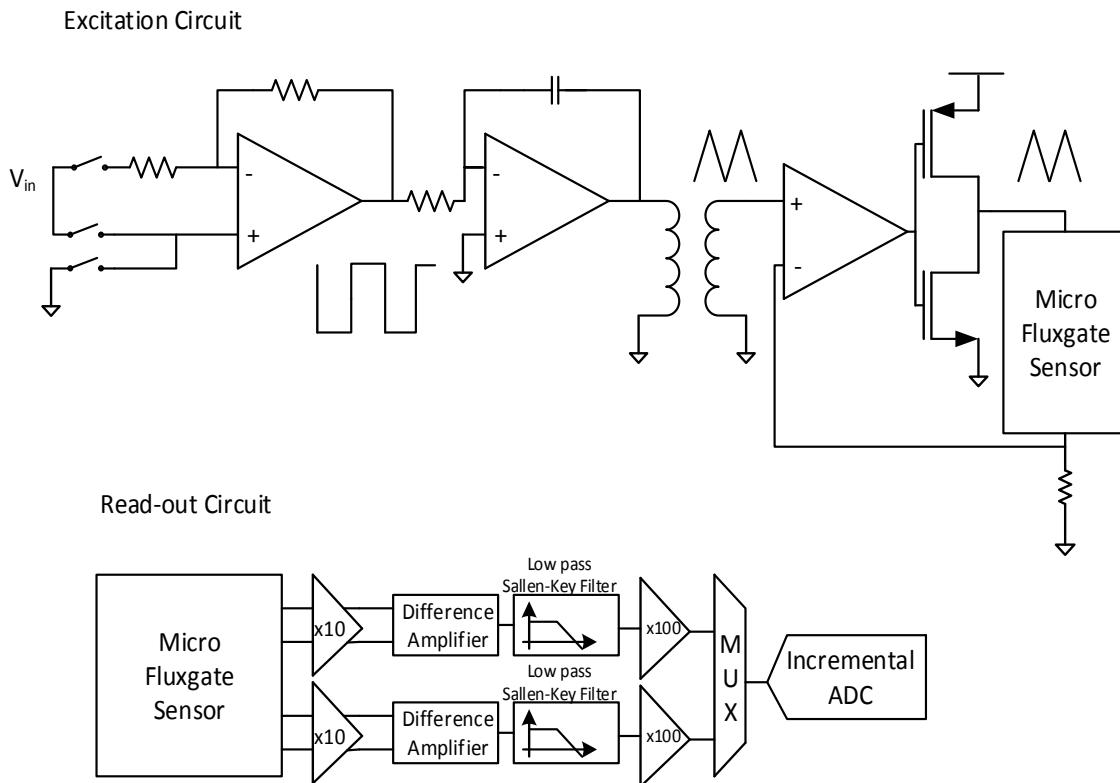 Excitation Circuit
Vin
-
+
-
+
+
-
Micro
Fluxgate
Sensor
Read-out Circuit
Micro
Fluxgate
Sensor
x10
Difference
Amplifier
Low pass
Sallen-Key Filter
x100
x10
Difference
Amplifier
Low pass
Sallen-Key Filter
x100
M
U
X
Incremental
ADC